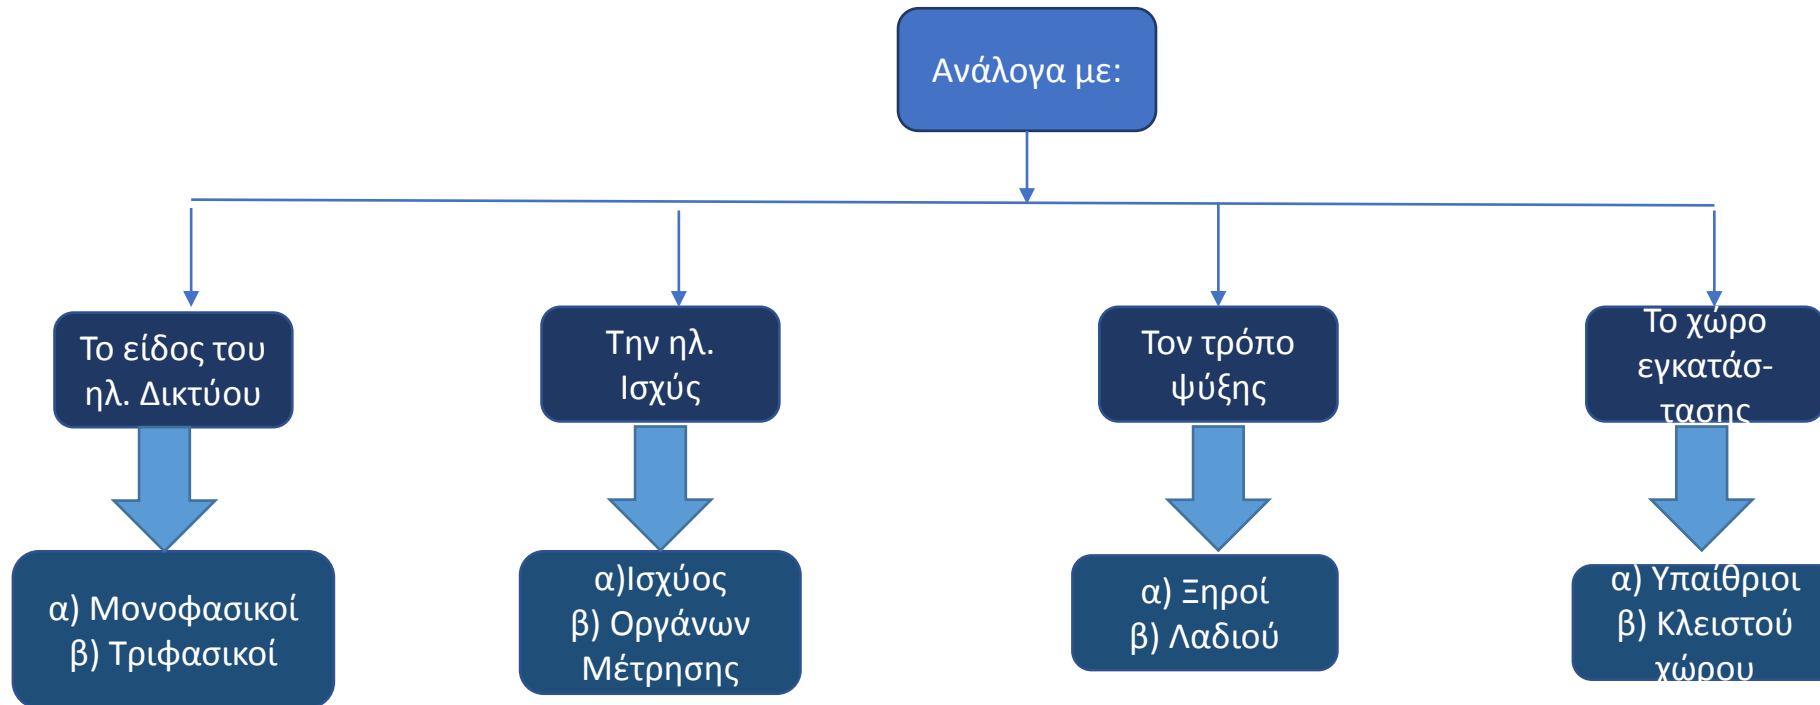 Ανάλογα με:
Το είδος του
ηλ. Δικτύου
Την ηλ.
Ισχύς
Τον τρόπο
ψύξης
Το χώρο
εγκατάσ-
τασης
α) Μονοφασικοί
β) Τριφασικοί
α)Ισχύος
β) Οργάνων
Μέτρησης
α) Ξηροί
β) Λαδιού
α) Υπαίθριοι
β) Κλειστού
χώρου